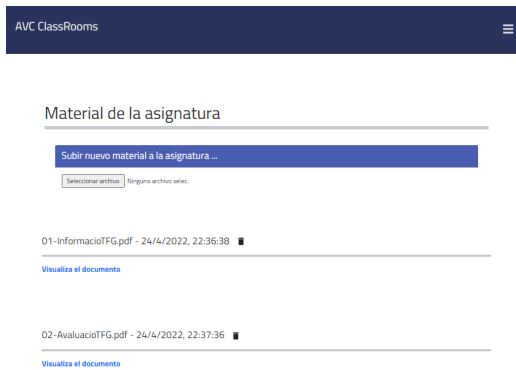 AVC ClassRooms
Material de la asignatura
Subir nuevo material a la asignatura ...
Seleccionar archivo Ninguno archivo selec.
01-InformacioTFG.pdf - 24/4/2022, 22:36:38
Visualiza el documento
02-AvaluacioTFG.pdf - 24/4/2022, 22:37:36
Visualiza el documento